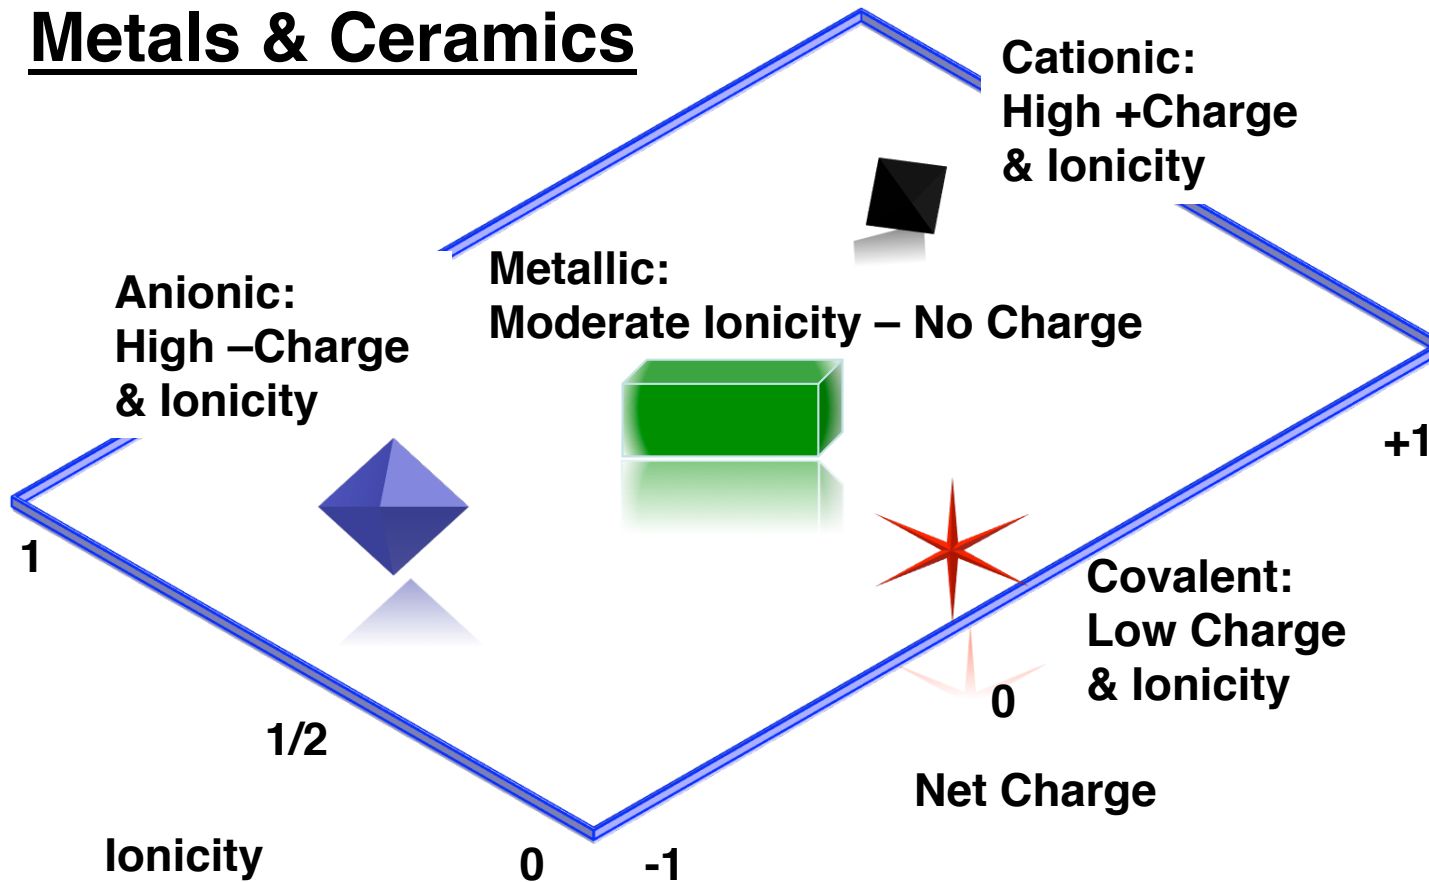 Metals & Ceramics
Cationic:
High +Charge
& Ionicity
Metallic:
Moderate Ionicity – No Charge
Anionic:
High –Charge
& Ionicity
+1
1
Covalent:
Low Charge
& Ionicity
0
1/2
Net Charge
Ionicity
0
-1